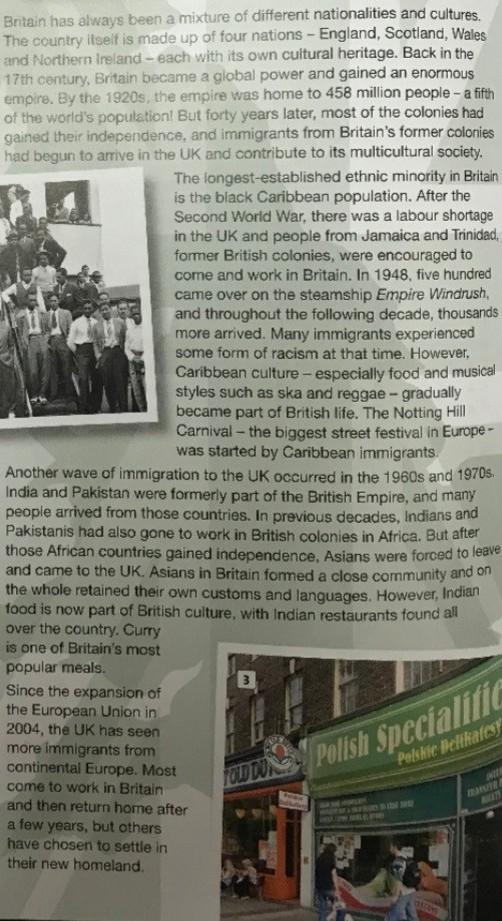 Britain has always been a mixture of different nationalities and cultures.
The country itself is made up of four nations – England, Scotland, Wales
and Northern Ireland – each with its own cultural heritage. Back in the
17th century, Britain became a global power and gained an enormous
empire. By the 1920s, the empire was home to 458 million people – a fifth
of the world's population! But forty years later, most of the colonies had
gained their independence, and immigrants from Britain's former colonies
had begun to arrive in the UK and contribute to its multicultural society.
The longest-established ethnic minority in Britain
is the black Caribbean population. After the
Second World War, there was a labour shortage
in the UK and people from Jamaica and Trinidad,
former British colonies, were encouraged to
come and work in Britain. In 1948, five hundred
came over on the steamship Empire Windrush,
and throughout the following decade, thousands
more arrived. Many immigrants experienced
some form of racism at that time. However,
Caribbean culture – especially food and musical
styles such as ska and reggae – gradually
became part of British life. The Notting Hill
Carnival – the biggest street festival in Europe –
was started by Caribbean immigrants.
Another wave of immigration to the UK occurred in the 1960s and 1970s.
India and Pakistan were formerly part of the British Empire, and many
people arrived from those countries. In previous decades, Indians and
Pakistanis had also gone to work in British colonies in Africa. But after
those African countries gained independence, Asians were forced to leave
and came to the UK. Asians in Britain formed a close community and on
the whole retained their own customs and languages. However, Indian
food is now part of British culture, with Indian restaurants found all
over the country. Curry
is one of Britain's most
popular meals.
Since the expansion of
the European Union in
2004, the UK has seen
more immigrants from
continental Europe. Most
come to work in Britain
and then return home after
a few years, but others
have chosen to settle in
their new homeland.
3
Polish Specialitie
Polskie Delikatesy